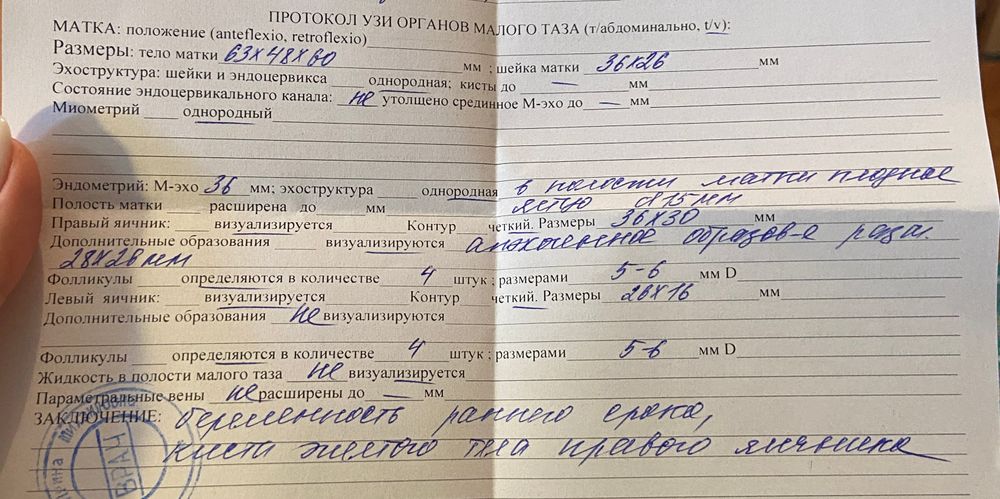 ПРОТОКОЛ УЗИ ОРГАНОВ МАЛОГО ТАЗА (т/абдоминально, t/v):
МАТКА: положение (anteflexio, retroflexio)
Размеры: тело матки 63х48х60 мм ; шейка матки 36х26 мм
Эхоструктура: шейки и эндоцервикса однородная; кисты до — мм
Состояние эндоцервикального канала: не утолщено срединное М-эхо до — мм
Миометрий однородный
Эндометрий: М-эхо 36 мм; эхоструктура однородная в полости матки плодное
Полость матки расширена до мм яйцо d 15 мм
Правый яичник: визуализируется Контур четкий. Размеры 36х30 мм
Дополнительные образования визуализируются анэхогенное образов-е разм.
28х26мм
Фолликулы определяются в количестве 4 штук ; размерами 5-6 мм D
Левый яичник: визуализируется Контур четкий. Размеры 26х16 мм
Дополнительные образования не визуализируются
Фолликулы определяются в количестве 4 штук ; размерами 5-6 мм D
Жидкость в полости малого таза не визуализируется
Параметральные вены не расширены до — мм
ЗАКЛЮЧЕНИЕ: беременность раннего срока,
киста желтого тела правого яичника
ВРАЧ